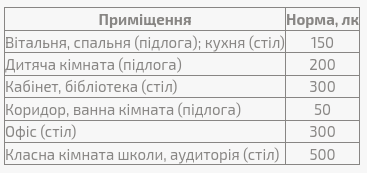 Приміщення Норма, лк
Вітальня, спальня (підлога); кухня (стіл) 150
Дитяча кімната (підлога) 200
Кабінет, бібліотека (стіл) 300
Коридор, ванна кімната (підлога) 50
Офіс (стіл) 300
Класна кімната школи, аудиторія (стіл) 500